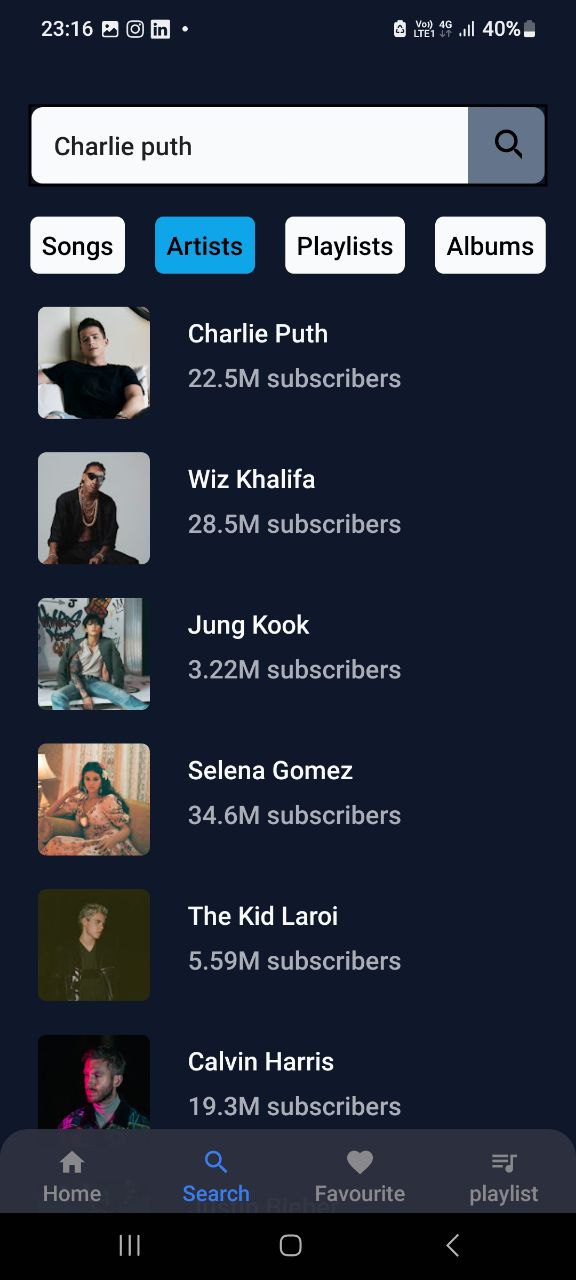 23:16
Vo)) 4G 40%
LTE1
Charlie puth
Songs Artists Playlists Albums
Charlie Puth
22.5M subscribers
Wiz Khalifa
28.5M subscribers
Jung Kook
3.22M subscribers
Selena Gomez
34.6M subscribers
The Kid Laroi
5.59M subscribers
Calvin Harris
19.3M subscribers
Justin Bieber
Home Search Favourite playlist